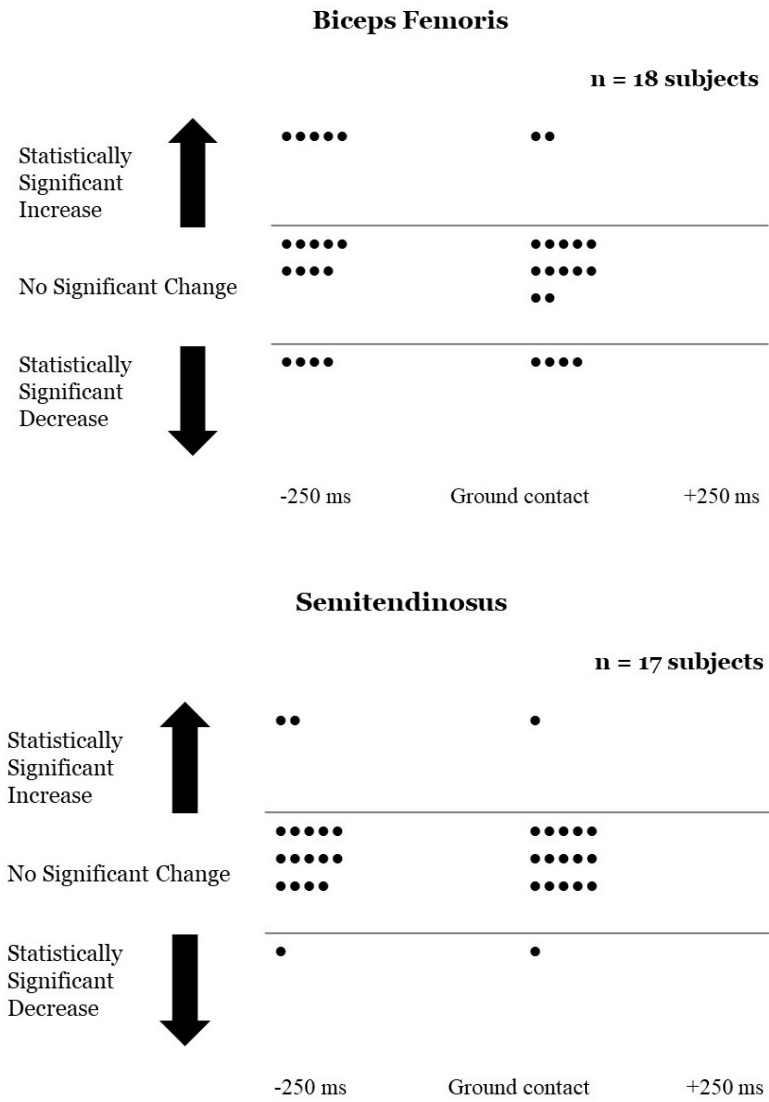 Biceps Femoris
n = 18 subjects
Statistically
Significant
Increase
No Significant Change
Statistically
Significant
Decrease
-250 ms Ground contact +250 ms
Semitendinosus
n = 17 subjects
Statistically
Significant
Increase
No Significant Change
Statistically
Significant
Decrease
-250 ms Ground contact +250 ms